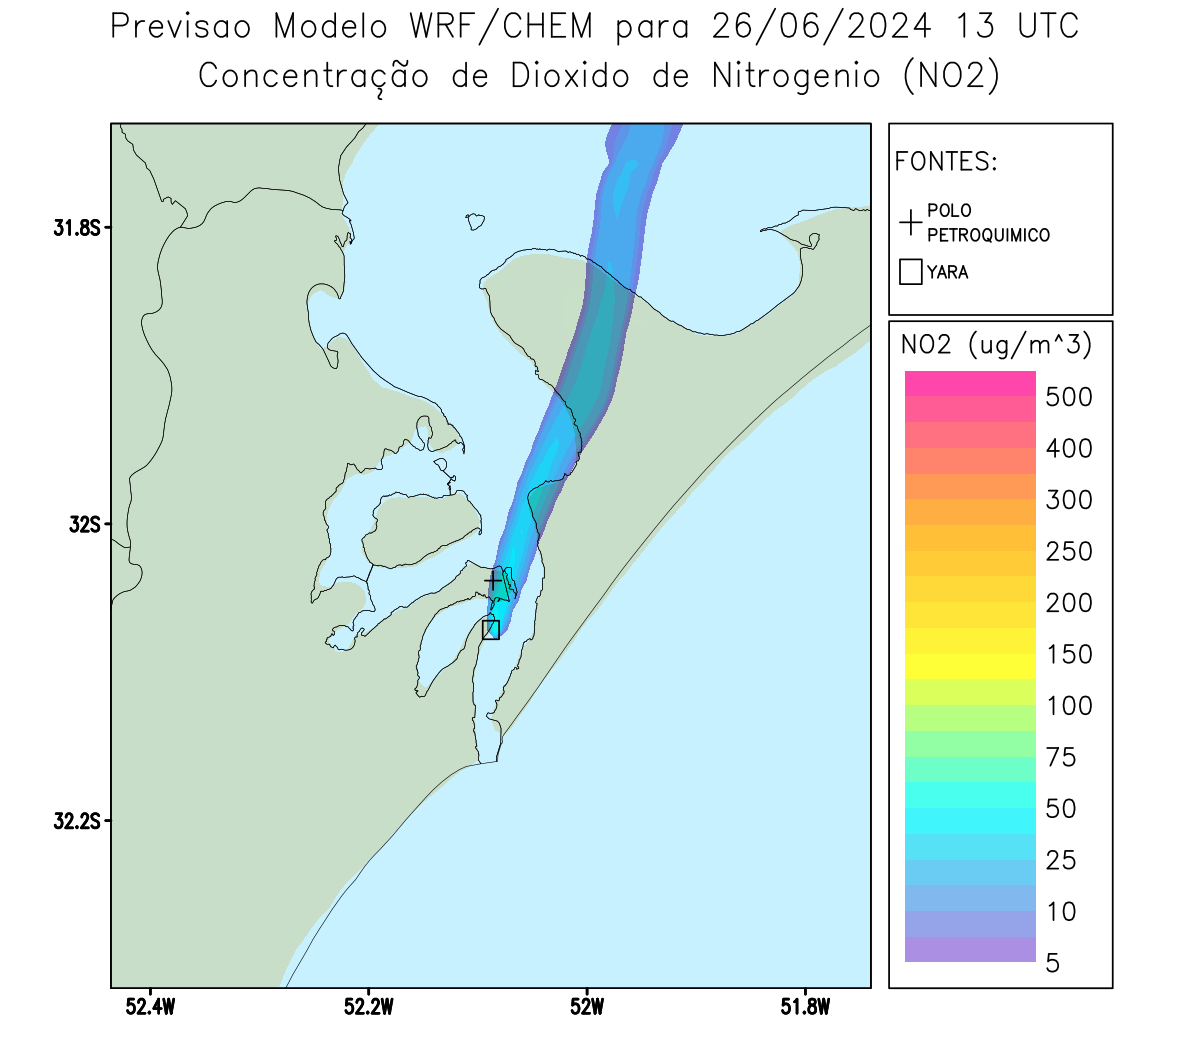 Previsao Modelo WRF/CHEM para 26/06/2024 13 UTC
Concentração de Dioxido de Nitrogenio (NO2)
FONTES:
POLO
PETROQUIMICO
YARA
NO2 (ug/m^3)
500
400
300
250
200
150
100
75
50
25
10
5
31.8S
32S
32.2S
52.4W
52.2W
52W
51.8W